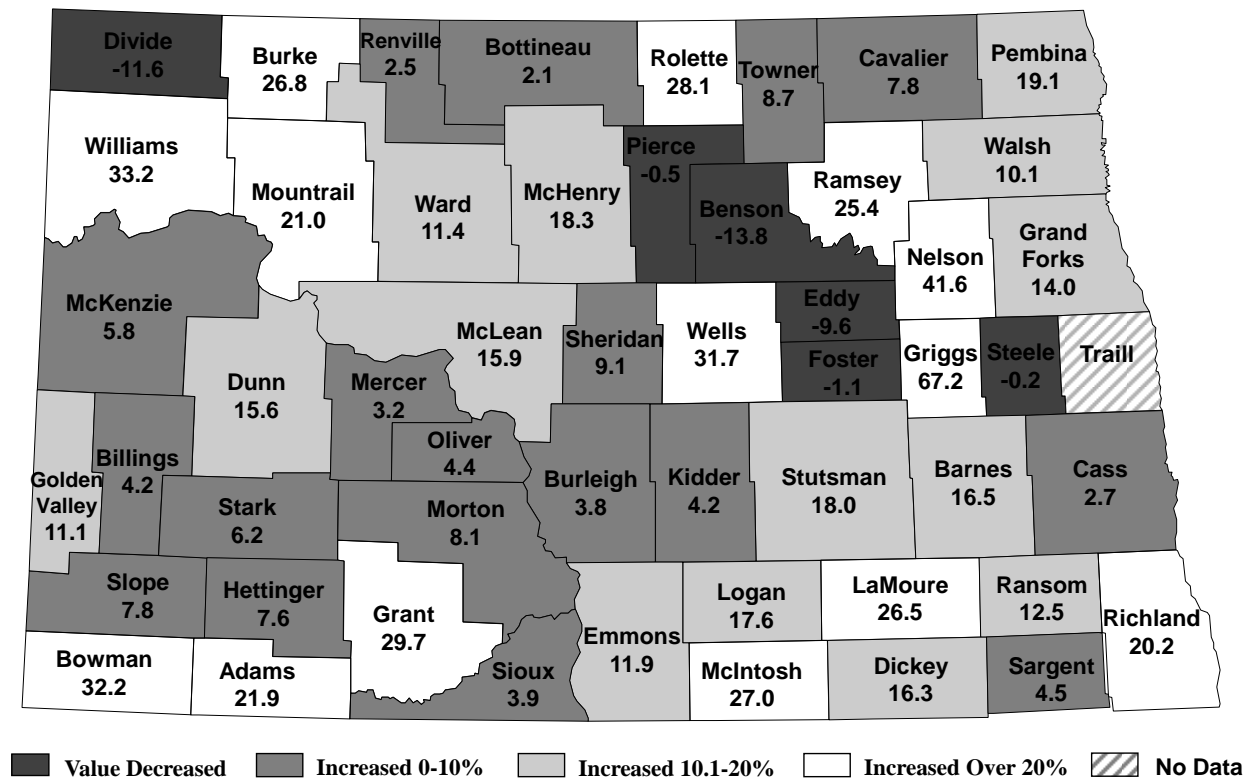 Divide
-11.6
Burke
26.8
Renville
2.5
Bottineau
2.1
Rolette
28.1
Towner
8.7
Cavalier
7.8
Pembina
19.1
Williams
33.2
Mountrail
21.0
Ward
11.4
McHenry
18.3
Pierce
-0.5
Benson
-13.8
Ramsey
25.4
Walsh
10.1
Nelson
41.6
Grand
Forks
14.0
McKenzie
5.8
Dunn
15.6
McLean
15.9
Sheridan
9.1
Wells
31.7
Eddy
-9.6
Foster
-1.1
Griggs
67.2
Steele
-0.2
Traill
Mercer
3.2
Oliver
4.4
Golden
Valley
11.1
Billings
4.2
Stark
6.2
Morton
8.1
Burleigh
3.8
Kidder
4.2
Stutsman
18.0
Barnes
16.5
Cass
2.7
Slope
7.8
Hettinger
7.6
Grant
29.7
Emmons
11.9
Logan
17.6
LaMoure
26.5
Ransom
12.5
Richland
20.2
Bowman
32.2
Adams
21.9
Sioux
3.9
McIntosh
27.0
Dickey
16.3
Sargent
4.5
Value Decreased
Increased 0-10%
Increased 10.1-20%
Increased Over 20%
No Data